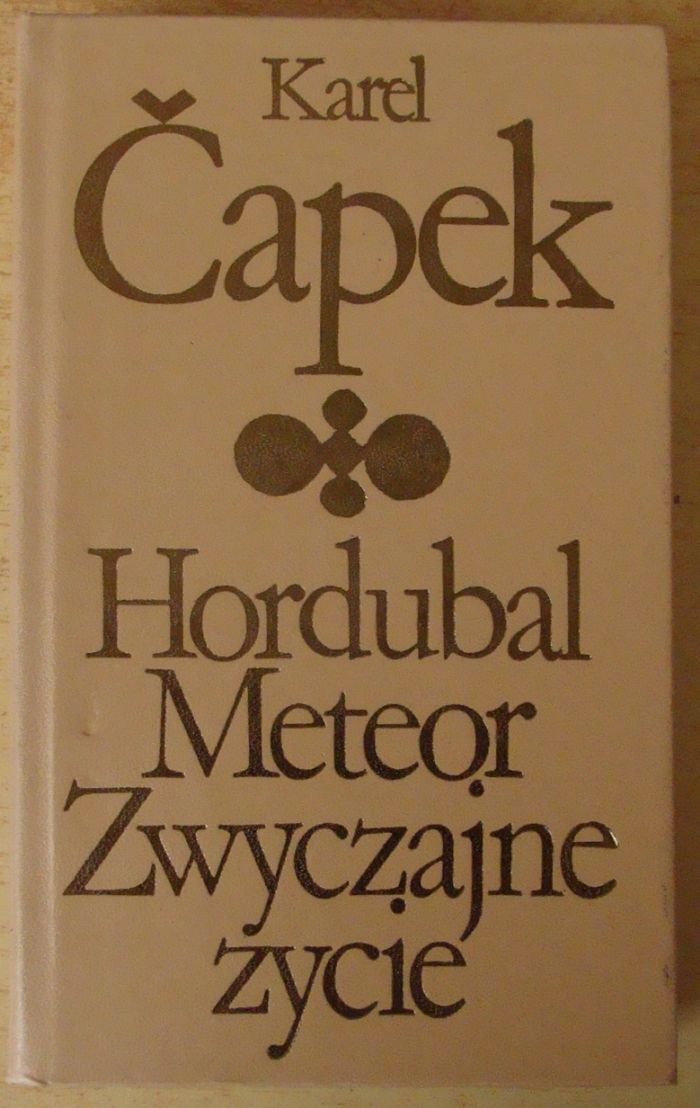 Karel
Čapek
Hordubal
Meteor
Zwyczajne
życie